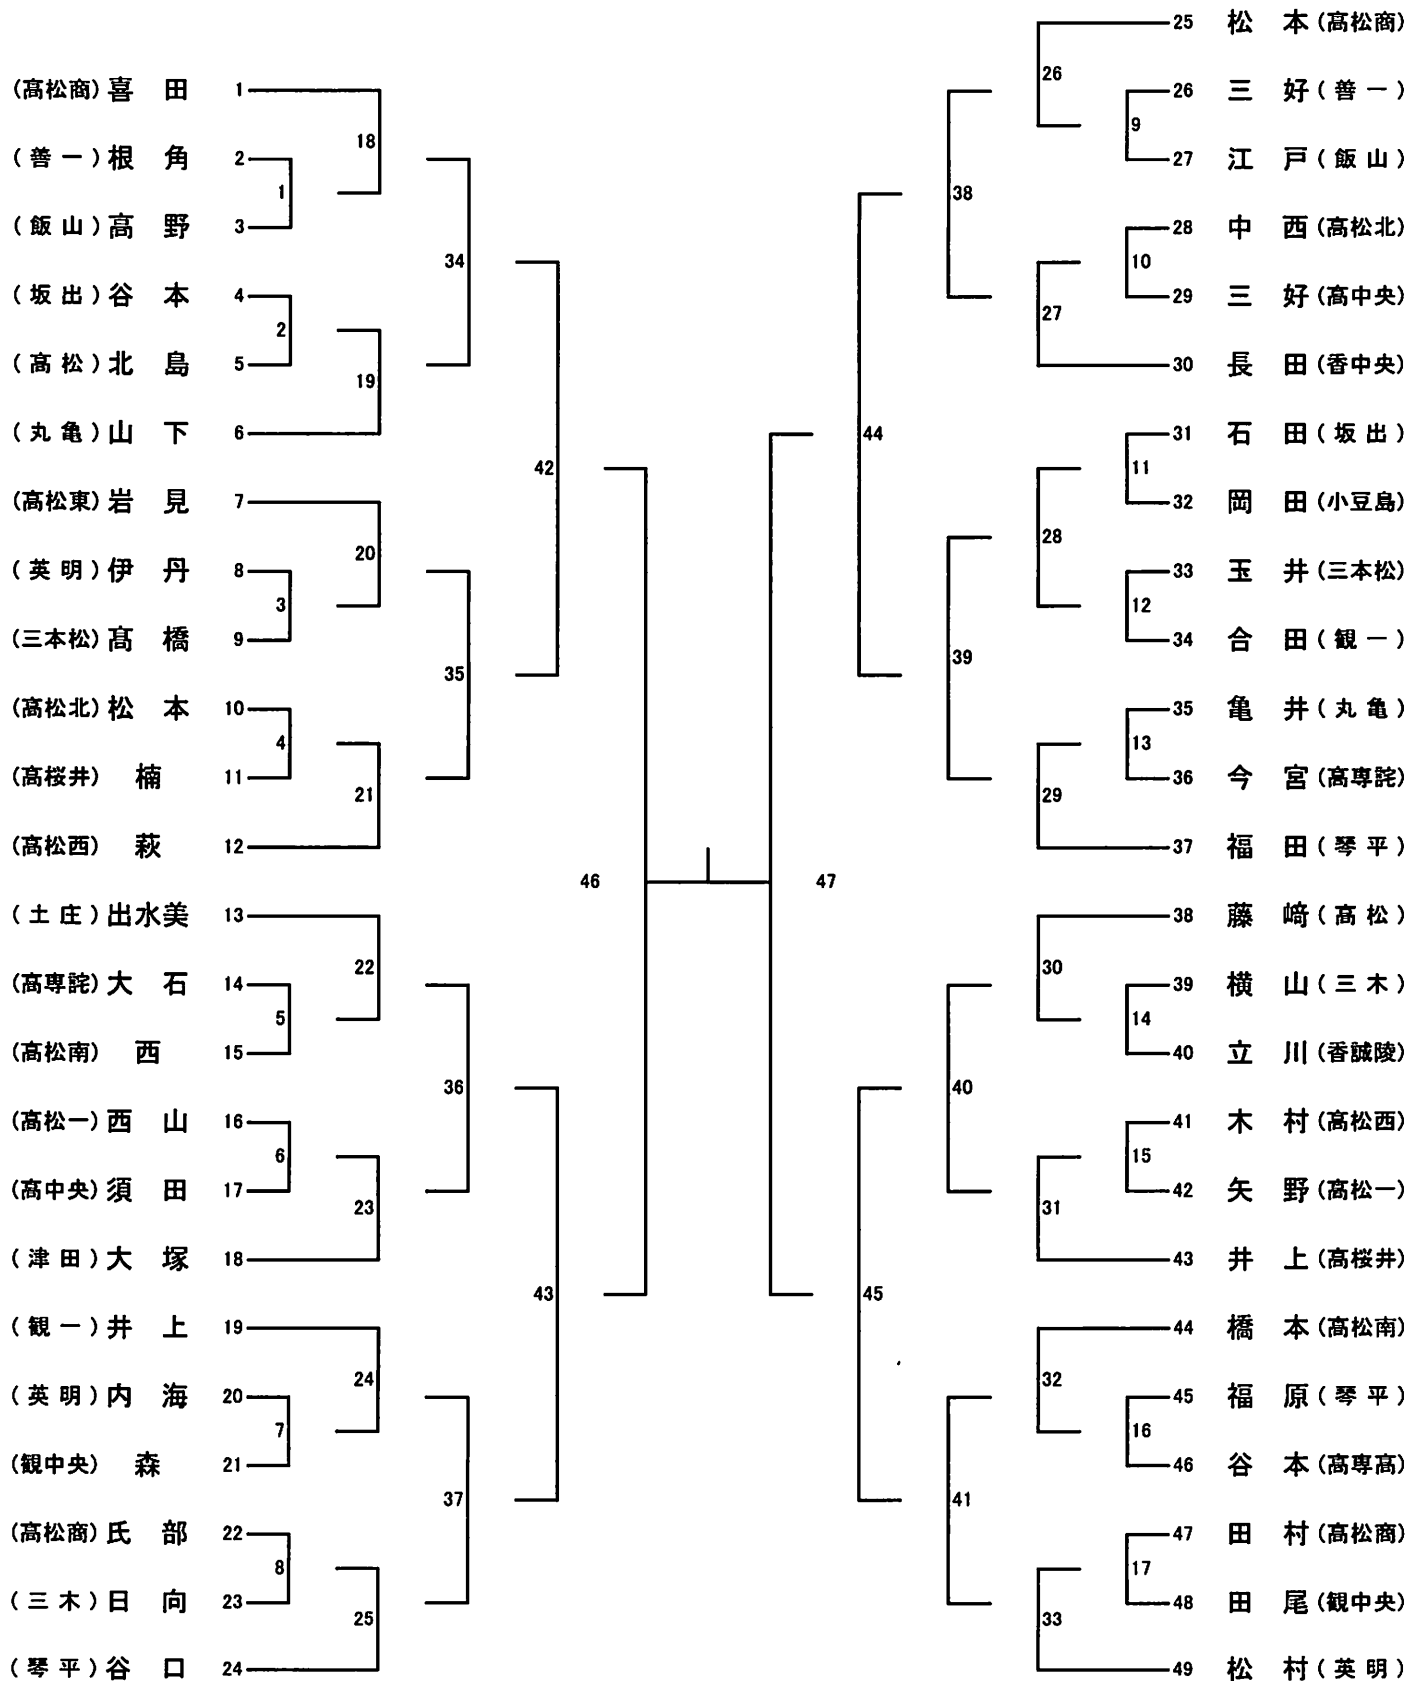 25 松本 (高松商)
26
(高松商) 喜田 1
26 三好 (善一)
9
18
(善一) 根角 2
27 江戸 (飯山)
1
38
(飯山) 高野 3
28 中西 (高松北)
34
10
(坂出) 谷本 4
29 三好 (高中央)
2
27
(高松) 北島 5
30 長田 (香中央)
19
(丸亀) 山下 6
44
31 石田 (坂出)
42
11
(高松東) 岩見 7
32 岡田 (小豆島)
20
28
(英明) 伊丹 8
33 玉井 (三本松)
3
12
(三本松) 髙橋 9
34 合田 (観一)
35
39
(高松北) 松本 10
35 亀井 (丸亀)
4
13
(高桜井) 楠 11
36 今宮 (高専詫)
21
29
(高松西) 萩 12
37 福田 (琴平)
46
47
(土庄) 出水美 13
38 藤﨑 (高松)
22
30
(高専詫) 大石 14
39 横山 (三木)
5
14
(高松南) 西 15
40 立川 (香誠陵)
36
40
(高松一) 西山 16
41 木村 (高松西)
6
15
(高中央) 須田 17
42 矢野 (高松一)
23
31
(津田) 大塚 18
43 井上 (高桜井)
43
45
(観一) 井上 19
44 橋本 (高松南)
24
32
(英明) 内海 20
45 福原 (琴平)
7
16
(観中央) 森 21
46 谷本 (高専高)
37
41
(高松商) 氏部 22
47 田村 (高松商)
8
17
(三木) 日向 23
48 田尾 (観中央)
25
33
(琴平) 谷口 24
49 松村 (英明)